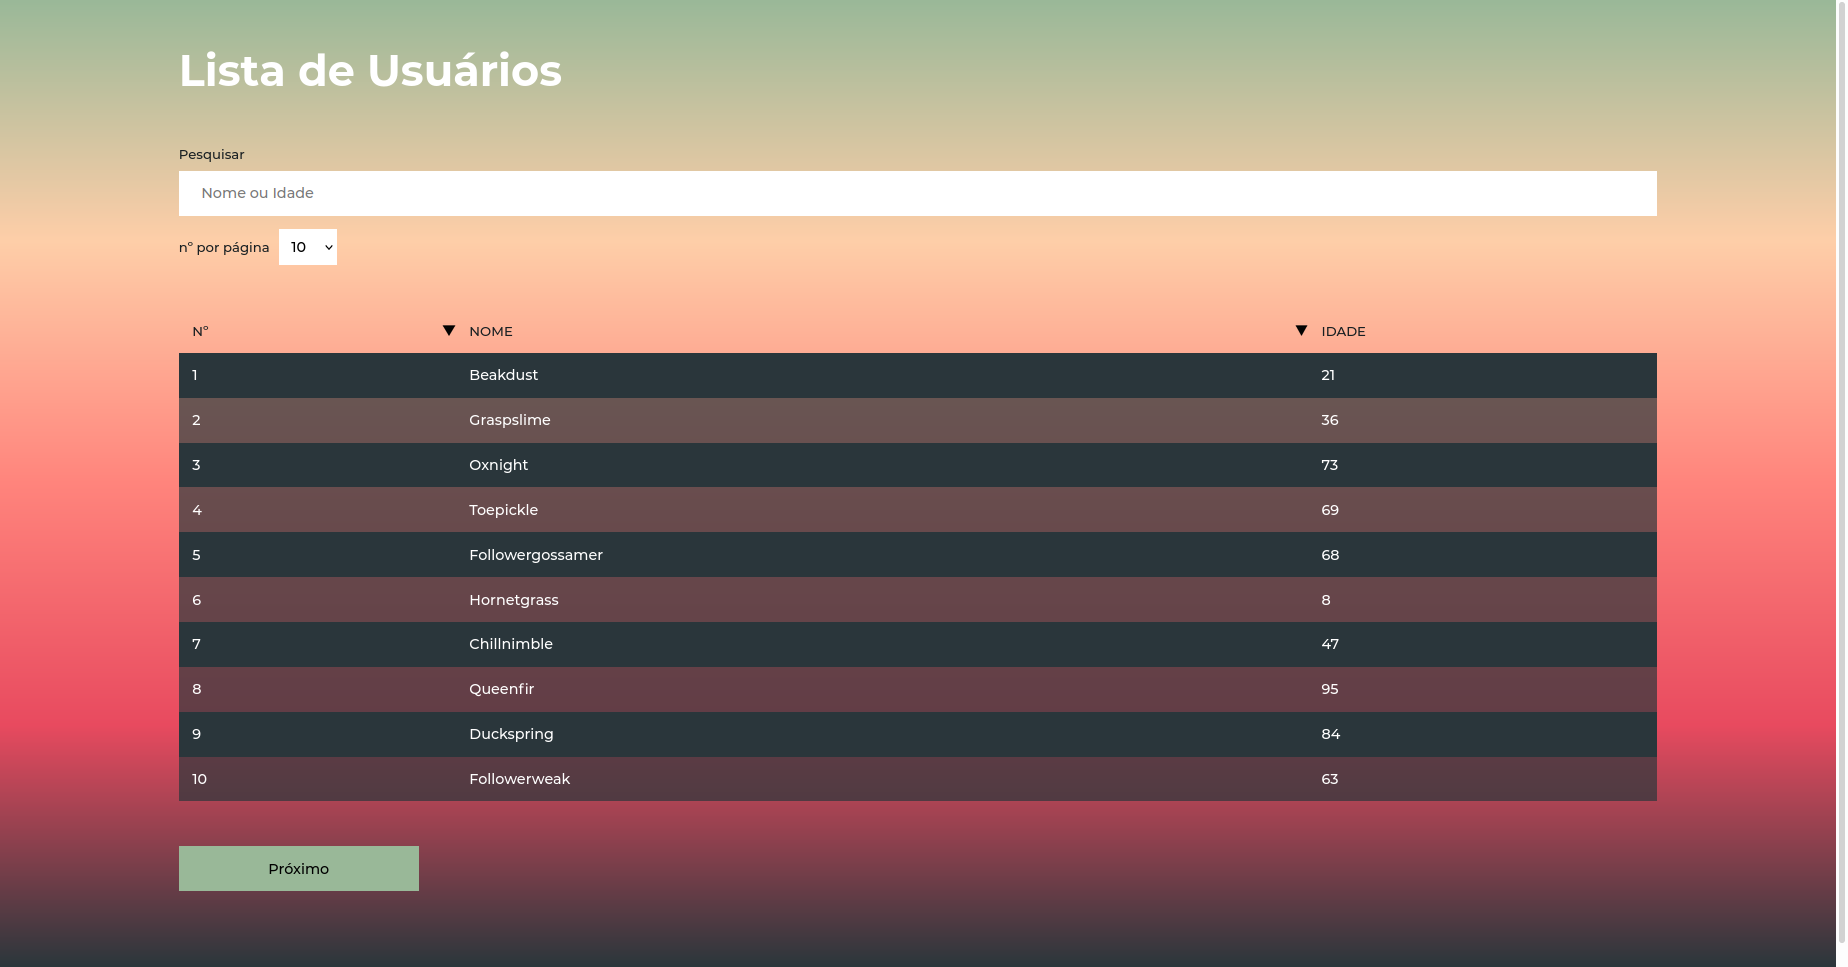 Lista de Usuários
Pesquisar
Nome ou Idade
nº por página 10
Nº ▼ NOME ▼ IDADE
1 Beakdust 21
2 Graspslime 36
3 Oxnight 73
4 Toepickle 69
5 Followergossamer 68
6 Hornetgrass 8
7 Chillnimble 47
8 Queenfir 95
9 Duckspring 84
10 Followerweak 63
Próximo